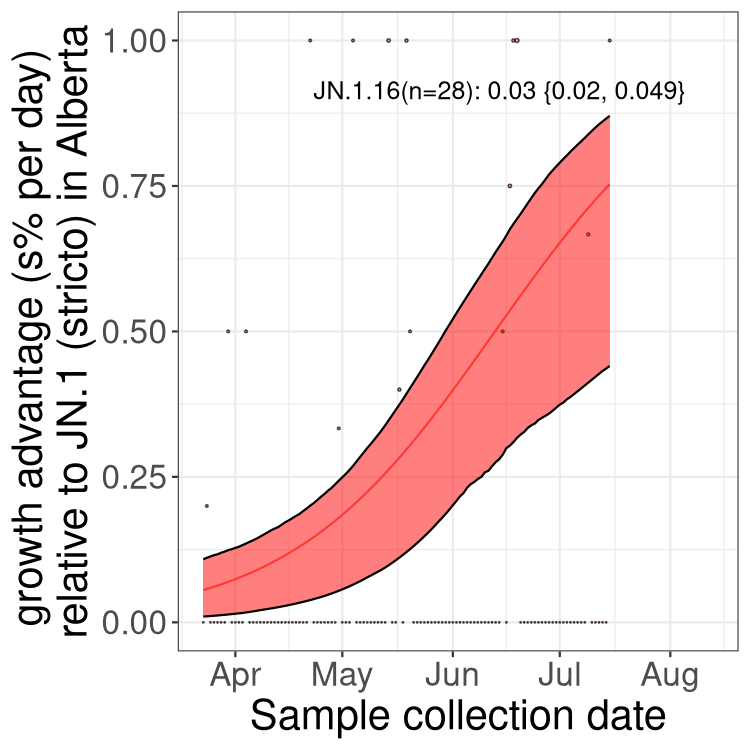 growth advantage (s% per day)
relative to JN.1 (stricto) in Alberta
1.00
0.75
0.50
0.25
0.00
JN.1.16(n=28): 0.03 {0.02, 0.049}
Apr May Jun Jul Aug
Sample collection date